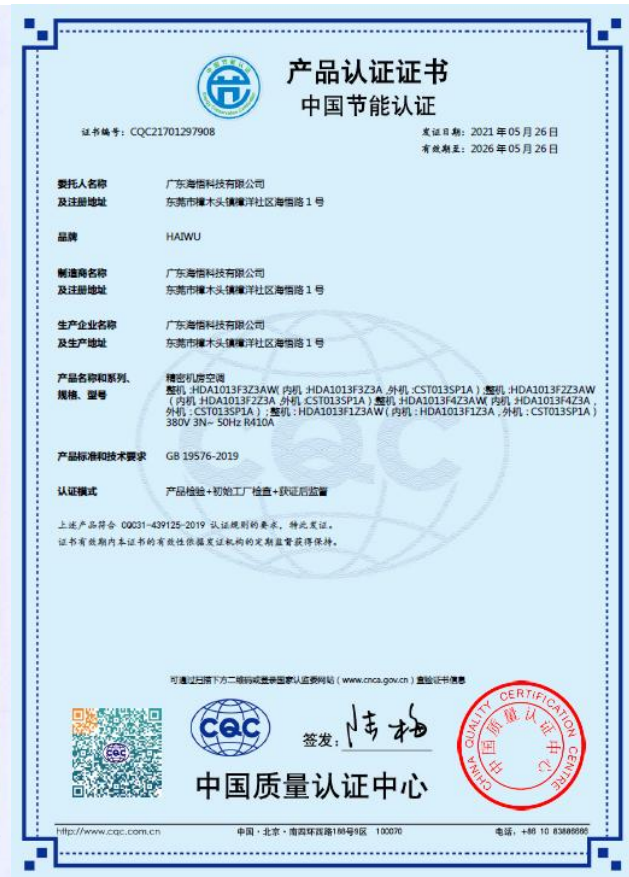 产品认证证书
中国节能认证
证书编号：CQC21701297908
发证日期：2021年05月26日
有效期至：2026年05月26日
委托人名称 广东海悟科技有限公司
及注册地址 东莞市樟木头镇樟洋社区海悟路1号
品牌 HAIWU
制造商名称 广东海悟科技有限公司
及注册地址 东莞市樟木头镇樟洋社区海悟路1号
生产企业名称 广东海悟科技有限公司
及生产地址 东莞市樟木头镇樟洋社区海悟路1号
产品名称和系列、 精密机房空调
规格、型号 整机:HDA1013F3Z3AW(内机:HDA1013F3Z3A,外机:CST013SP1A);整机:HDA1013F2Z3AW
(内机:HDA1013F2Z3A,外机:CST013SP1A);整机:HDA1013F4Z3AW(内机:HDA1013F4Z3A,
外机:CST013SP1A);整机:HDA1013F1Z3AW(内机:HDA1013F1Z3A,外机:CST013SP1A)
380V 3N~ 50Hz R410A
产品标准和技术要求 GB 19576-2019
认证模式 产品检验+初始工厂检查+获证后监督
上述产品符合 CQC31-439125-2019 认证规则的要求，特此发证。
证书有效期内本证书的有效性依据发证机构的定期监督获得保持。
可通过扫描下方二维码或登录国家认监委网站(www.cnca.gov.cn)查验证书信息
CQC
签发：陆梅
中国质量认证中心
CHINA QUALITY CERTIFICATION CENTRE
中国质量认证中心
http://www.cqc.com.cn 中国·北京·南四环西路188号9区 100070 电话：+86 10 83886666